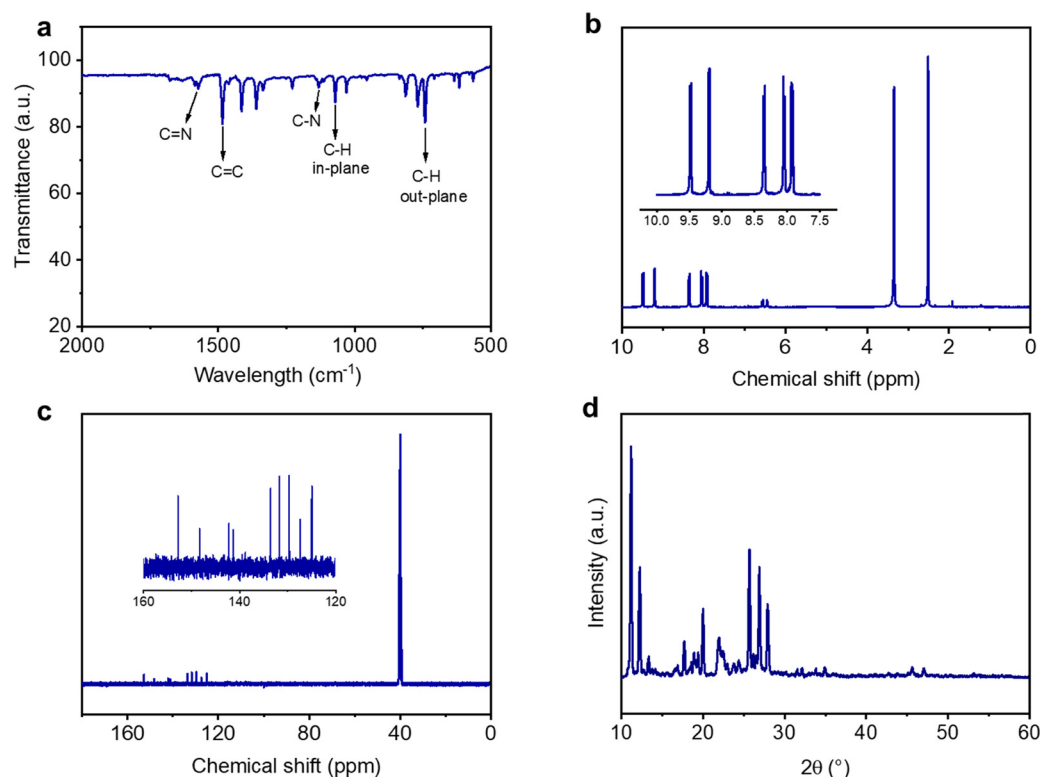 a
Transmittance (a.u.)
100
80
60
40
20
C=N
C=C
C-N
C-H
in-plane
C-H
out-plane
2000
1500
1000
500
Wavelength (cm-1)
b
10.0 9.5 9.0 8.5 8.0 7.5
10 8 6 4 2 0
Chemical shift (ppm)
c
160 140 120
160 120 80 40 0
Chemical shift (ppm)
d
Intensity (a.u.)
10 20 30 40 50 60
2θ (°)